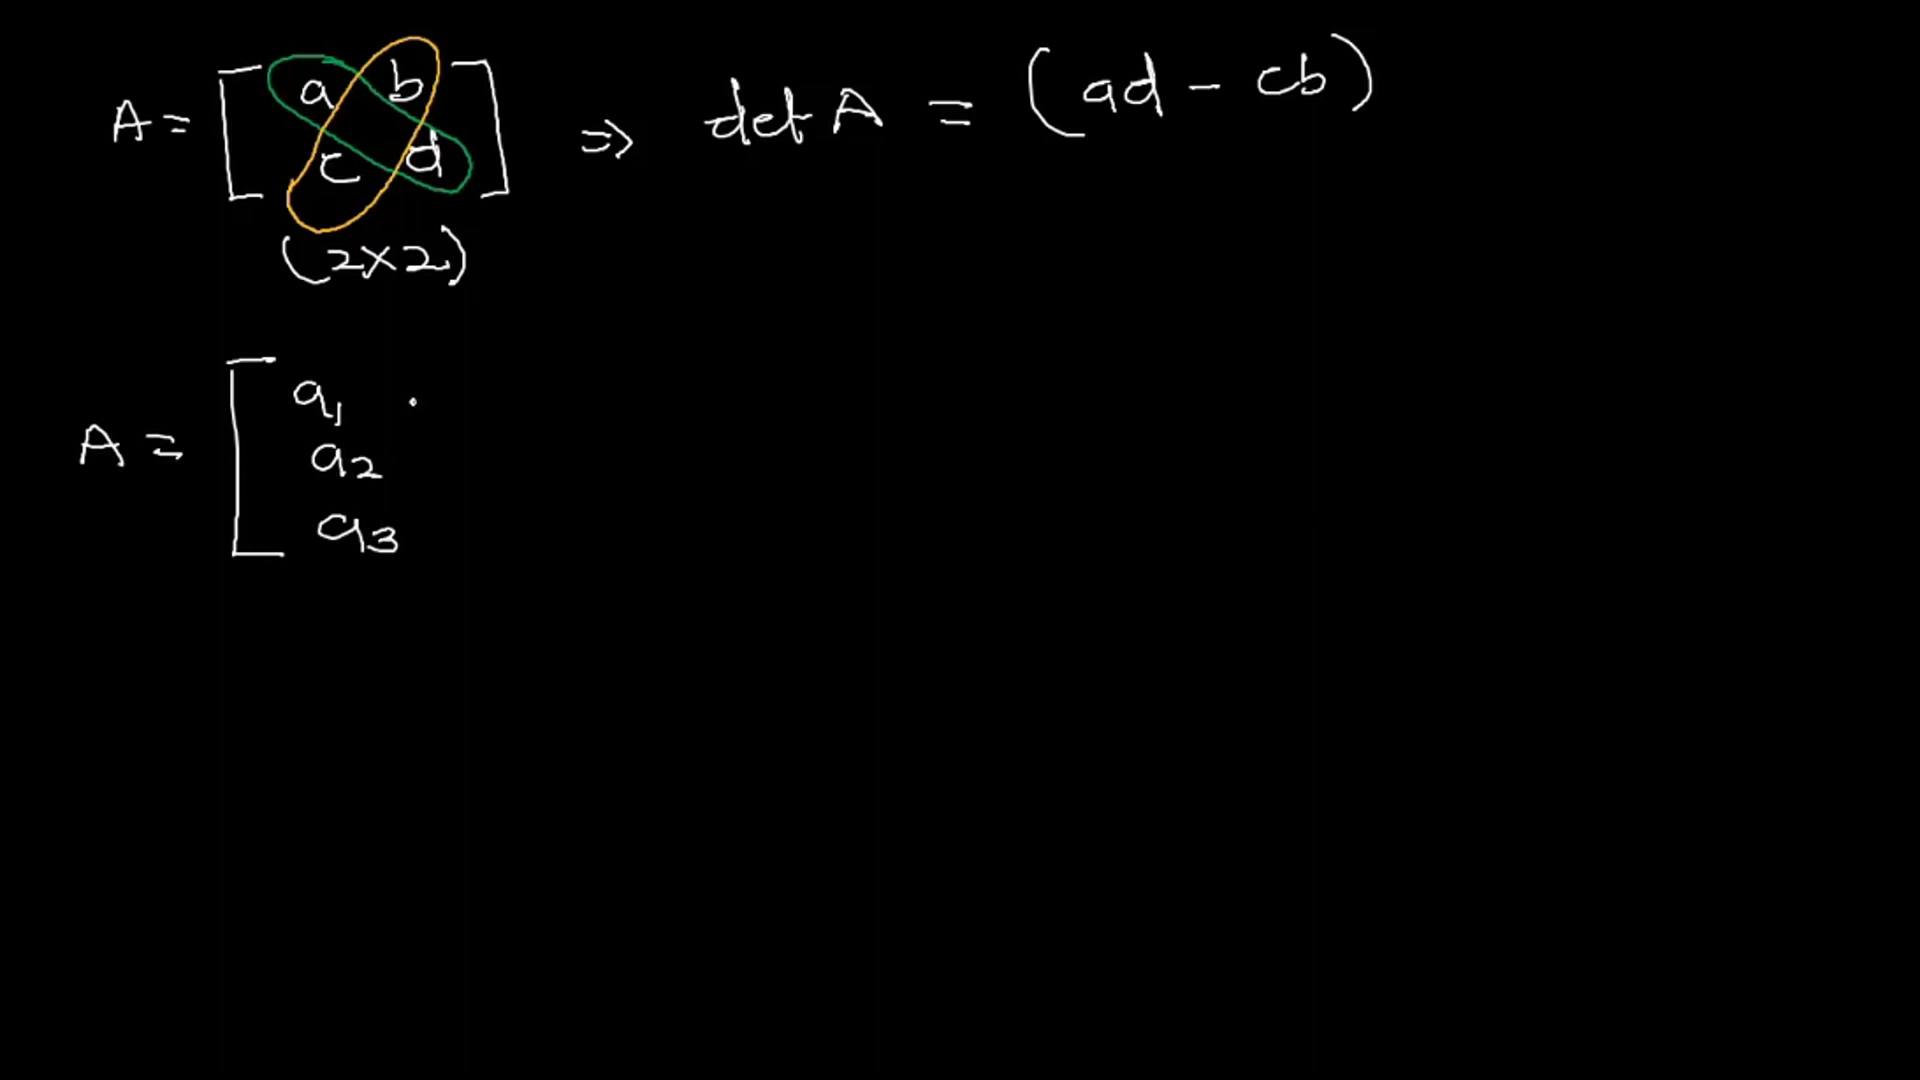 A = [ a b ] ⇒ det A = (ad - cb)
c d
(2×2)
a₁ .
A = [ a₂
a₃